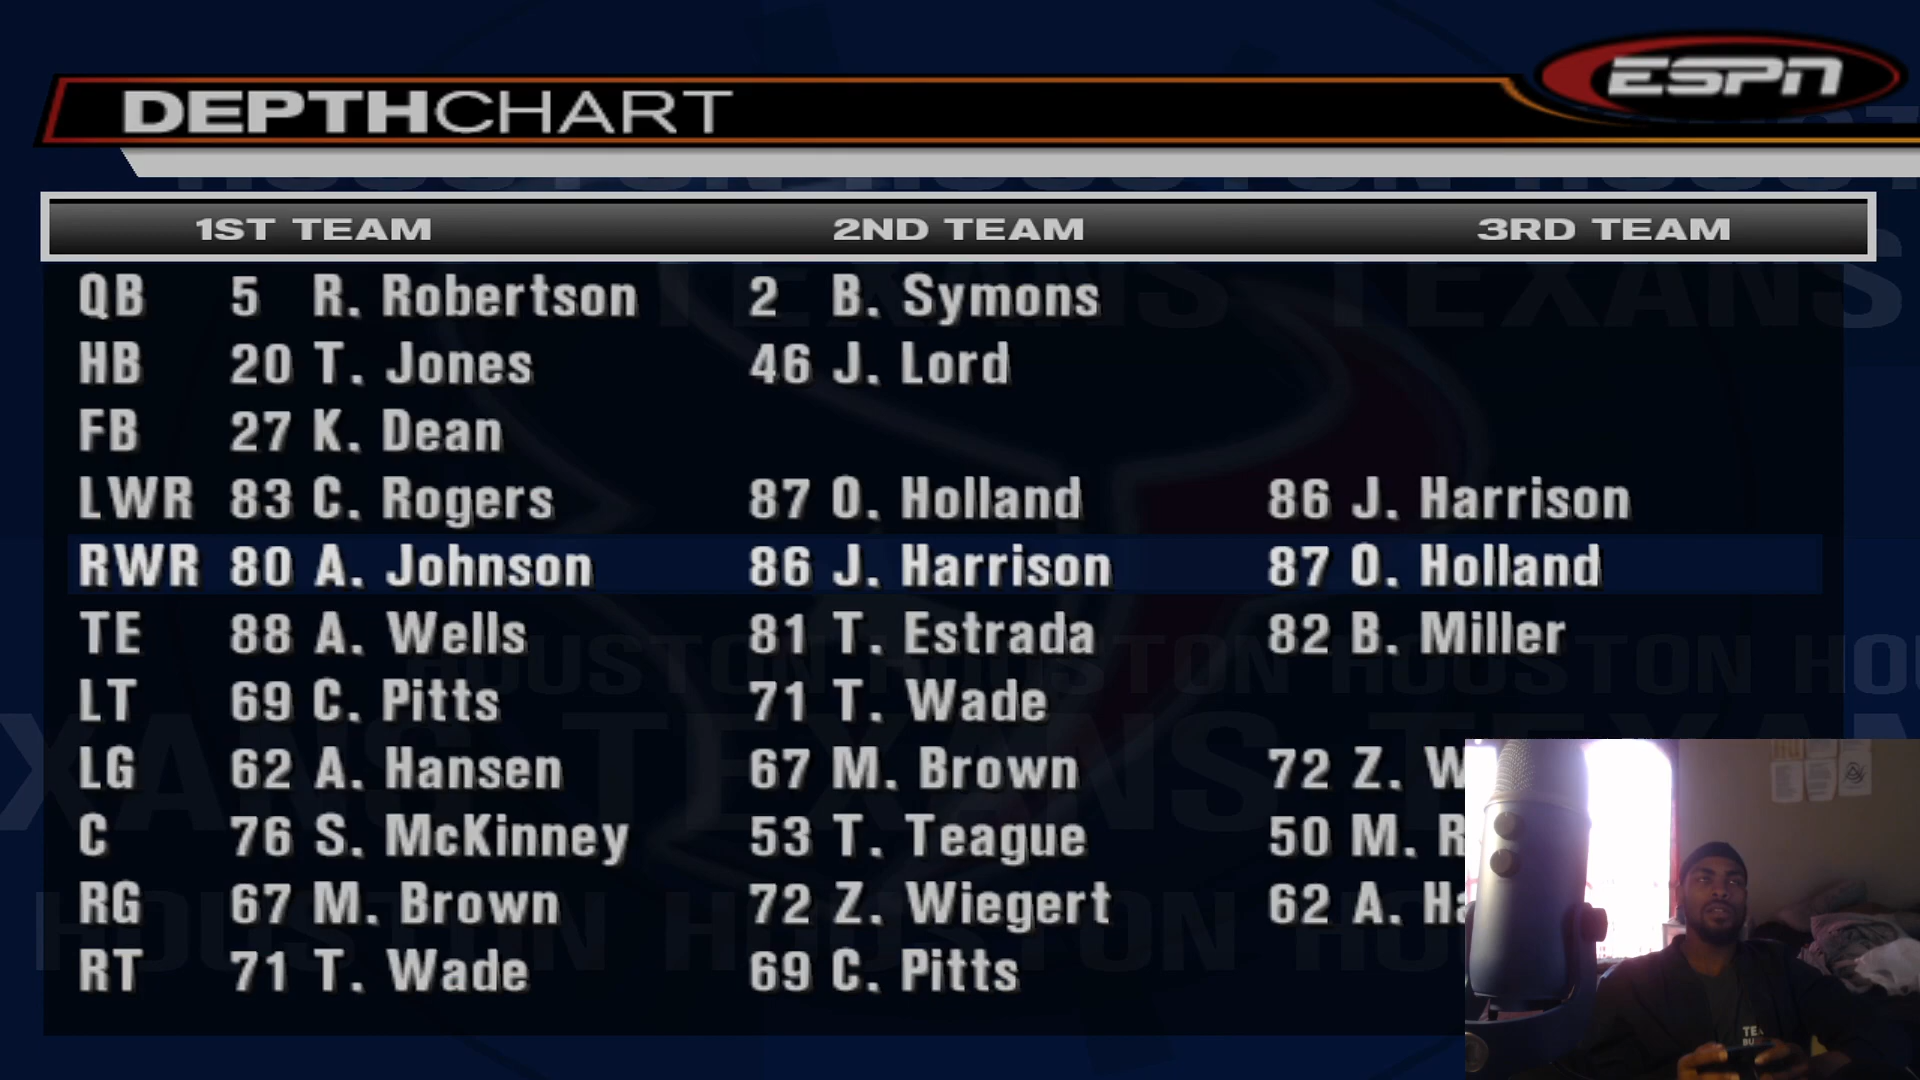 ESPN
DEPTHCHART
1ST TEAM 2ND TEAM 3RD TEAM
QB 5 R. Robertson 2 B. Symons
HB 20 T. Jones 46 J. Lord
FB 27 K. Dean
LWR 83 C. Rogers 87 O. Holland 86 J. Harrison
RWR 80 A. Johnson 86 J. Harrison 87 O. Holland
TE 88 A. Wells 81 T. Estrada 82 B. Miller
LT 69 C. Pitts 71 T. Wade
LG 62 A. Hansen 67 M. Brown 72 Z.
C 76 S. McKinney 53 T. Teague 50 M.
RG 67 M. Brown 72 Z. Wiegert 62 A.
RT 71 T. Wade 69 C. Pitts